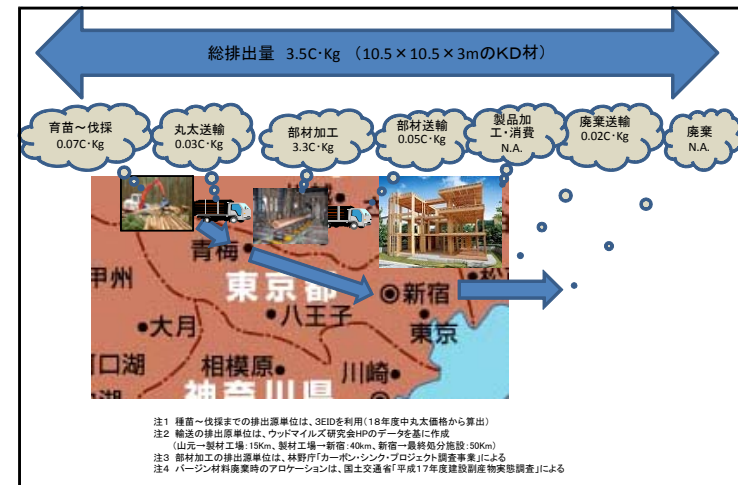 総排出量 3.5C・Kg （10.5×10.5×3mのKD材）
育苗～伐採
0.07C・Kg
丸太送輸
0.03C・Kg
部材加工
3.3C・Kg
部材送輸
0.05C・Kg
製品加
工・消費
N.A.
廃棄送輸
0.02C・Kg
廃棄
N.A.
青梅
甲州
東京都
新宿
八王子
大月
東京
口湖
相模原
川崎
神奈川県
注1 種苗～伐採までの排出源単位は、3EIDを利用（18年度中丸太価格から算出）
注2 輸送の排出原単位は、ウッドマイルズ研究会HPのデータを基に作成
（山元→製材工場：15Km、製材工場→新宿：40km、新宿→最終処分施設：50Km）
注3 部材加工の排出源単位は、林野庁「カーボン・シンク・プロジェクト調査事業」による
注4 バージン材料廃棄時のアロケーションは、国土交通省「平成17年度建設副産物実態調査」による